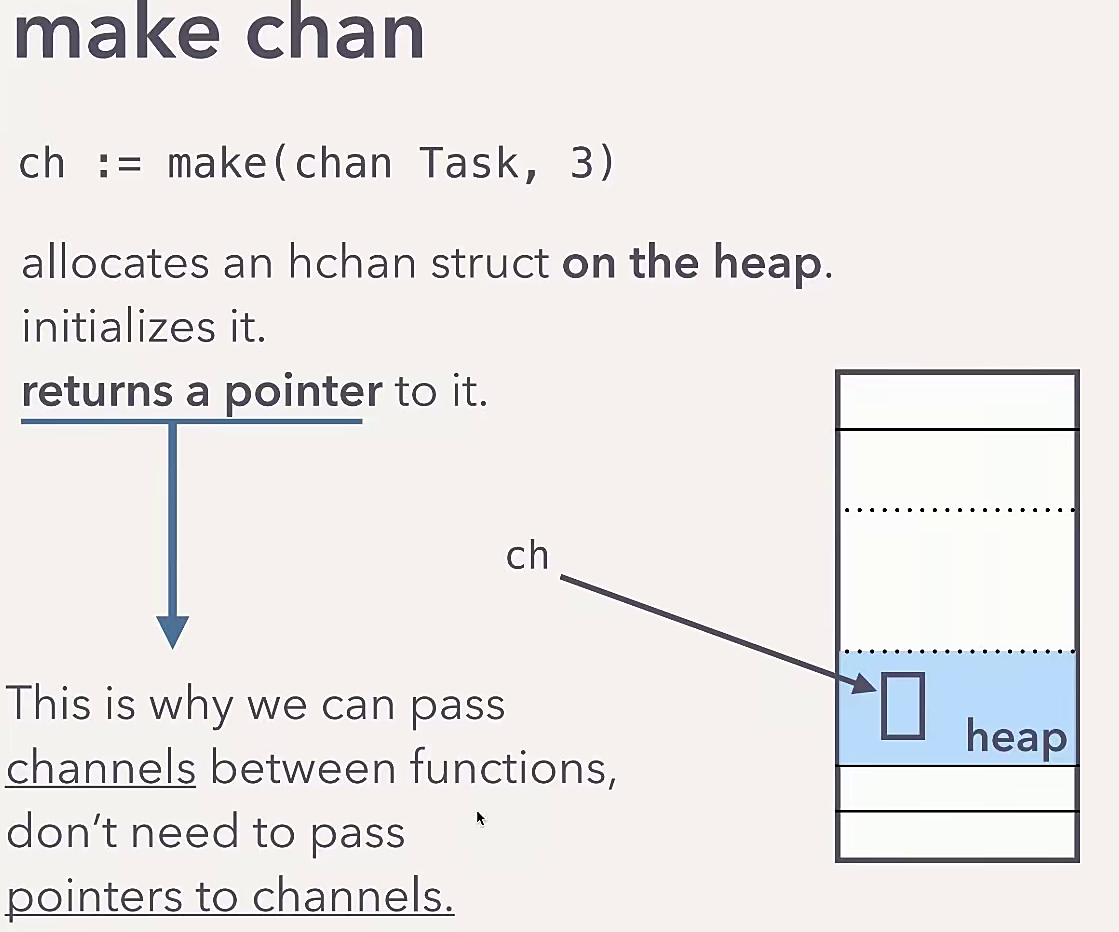 make chan
ch := make(chan Task, 3)
allocates an hchan struct on the heap.
initializes it.
returns a pointer to it.
ch
heap
This is why we can pass
channels between functions,
don’t need to pass
pointers to channels.